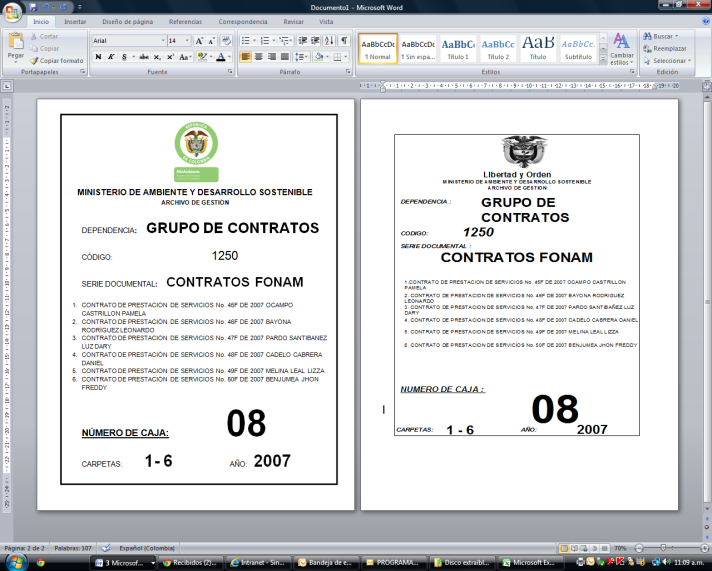 Documento1 - Microsoft Word
Inicio Insertar Diseño de página Referencias Correspondencia Revisar Vista
Pegar
Cortar
Copiar
Copiar formato
Portapapeles
Arial 14
Fuente
Párrafo
AaBbCcDc AaBbCcDc AaBbC AaBbCc AaB AaBbCc.
¶ Normal ¶ Sin espa... Título 1 Título 2 Título Subtítulo
Cambiar estilos
Estilos
Buscar
Reemplazar
Seleccionar
Edición
REPÚBLICA DE COLOMBIA
MinAmbiente
MINISTERIO DE AMBIENTE Y DESARROLLO SOSTENIBLE
ARCHIVO DE GESTIÓN
DEPENDENCIA: GRUPO DE CONTRATOS
CÓDIGO: 1250
SERIE DOCUMENTAL: CONTRATOS FONAM
1. CONTRATO DE PRESTACIÓN DE SERVICIOS No. 45F DE 2007 OCAMPO
CASTRILLON PAMELA
2. CONTRATO DE PRESTACIÓN DE SERVICIOS No. 46F DE 2007 BAYONA
RODRÍGUEZ LEONARDO
3. CONTRATO DE PRESTACIÓN DE SERVICIOS No. 47F DE 2007 PARDO SANTIBANEZ
LUZ DARY
4. CONTRATO DE PRESTACIÓN DE SERVICIOS No. 48F DE 2007 CADELO CABRERA
DANIEL
5. CONTRATO DE PRESTACIÓN DE SERVICIOS No. 49F DE 2007 MELINA LEAL LIZZA
6. CONTRATO DE PRESTACIÓN DE SERVICIOS No. 50F DE 2007 BENJUMEA JHON
FREDDY
NÚMERO DE CAJA: 08
CARPETAS: 1-6 AÑO: 2007
Libertad y Orden
MINISTERIO DE AMBIENTE Y DESARROLLO SOSTENIBLE
ARCHIVO DE GESTION
DEPENDENCIA : GRUPO DE
CONTRATOS
CODIGO: 1250
SERIE DOCUMENTAL :
CONTRATOS FONAM
1.CONTRATO DE PRESTACION DE SERVICIOS No. 45F DE 2007 OCAMPO CASTRILLON
PAMELA
2. CONTRATO DE PRESTACION DE SERVICIOS No. 46F DE 2007 BAYONA RODRIGUEZ
LEONARDO
3. CONTRATO DE PRESTACION DE SERVICIOS No. 47F DE 2007 PARDO SANTIBAÑEZ LUZ
DARY
4. CONTRATO DE PRESTACION DE SERVICIOS No. 48F DE 2007 CADELO CABRERA DANIEL
5. CONTRATO DE PRESTACION DE SERVICIOS No. 49F DE 2007 MELINA LEAL LIZZA
6. CONTRATO DE PRESTACION DE SERVICIOS No. 50F DE 2007 BENJUMEA JHON FREDDY
NUMERO DE CAJA : 08
CARPETAS: 1 - 6 AÑO: 2007
Página: 2 de 2 Palabras: 107 Español (Colombia) 70%
3 Microsof... Recibidos (2)... Intranet - Sin... Bandeja de e... PROGRAMA... Disco extraíbl... Microsoft Ex... 11:09 a.m.